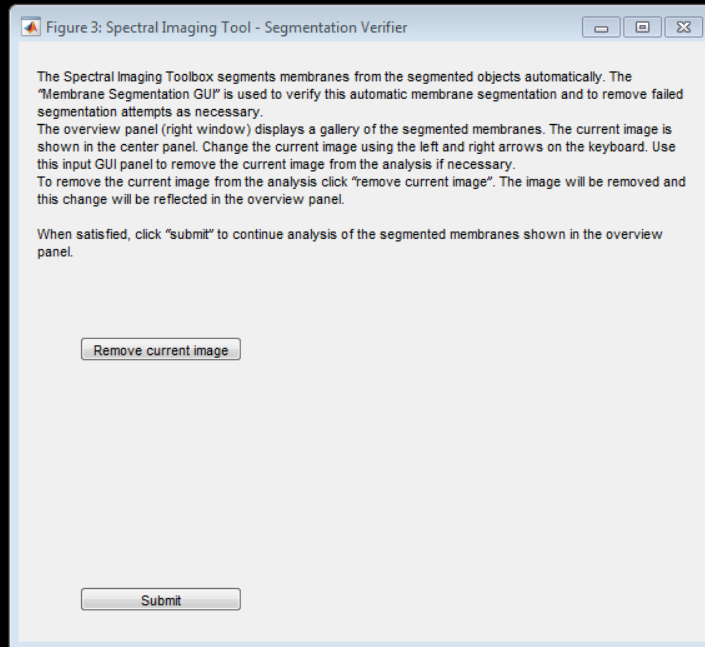 Figure 3: Spectral Imaging Tool - Segmentation Verifier
The Spectral Imaging Toolbox segments membranes from the segmented objects automatically. The
"Membrane Segmentation GUI" is used to verify this automatic membrane segmentation and to remove failed
segmentation attempts as necessary.
The overview panel (right window) displays a gallery of the segmented membranes. The current image is
shown in the center panel. Change the current image using the left and right arrows on the keyboard. Use
this input GUI panel to remove the current image from the analysis if necessary.
To remove the current image from the analysis click "remove current image". The image will be removed and
this change will be reflected in the overview panel.
When satisfied, click "submit" to continue analysis of the segmented membranes shown in the overview
panel.
Remove current image
Submit